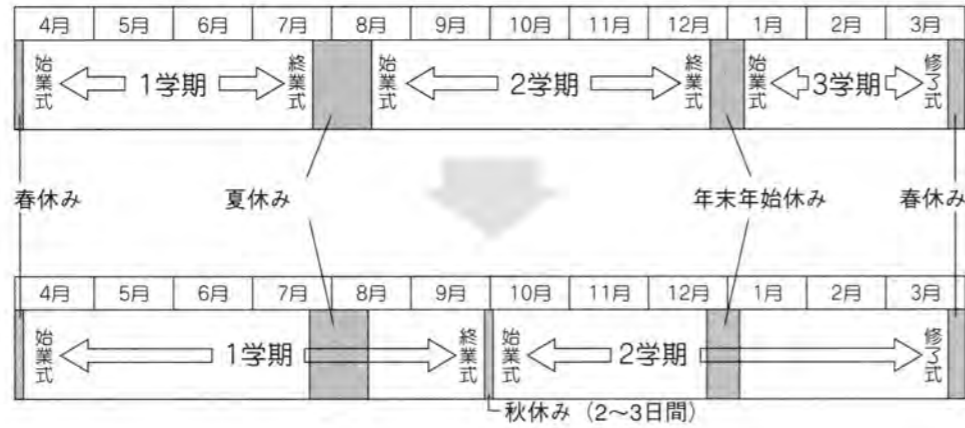 4月 5月 6月 7月 8月 9月 10月 11月 12月 1月 2月 3月
始業式 1学期 終業式 始業式 2学期 終業式 始業式 3学期 修了式
春休み 夏休み 年末年始休み 春休み
4月 5月 6月 7月 8月 9月 10月 11月 12月 1月 2月 3月
始業式 1学期 終業式 始業式 2学期 修了式
秋休み（2〜3日間）